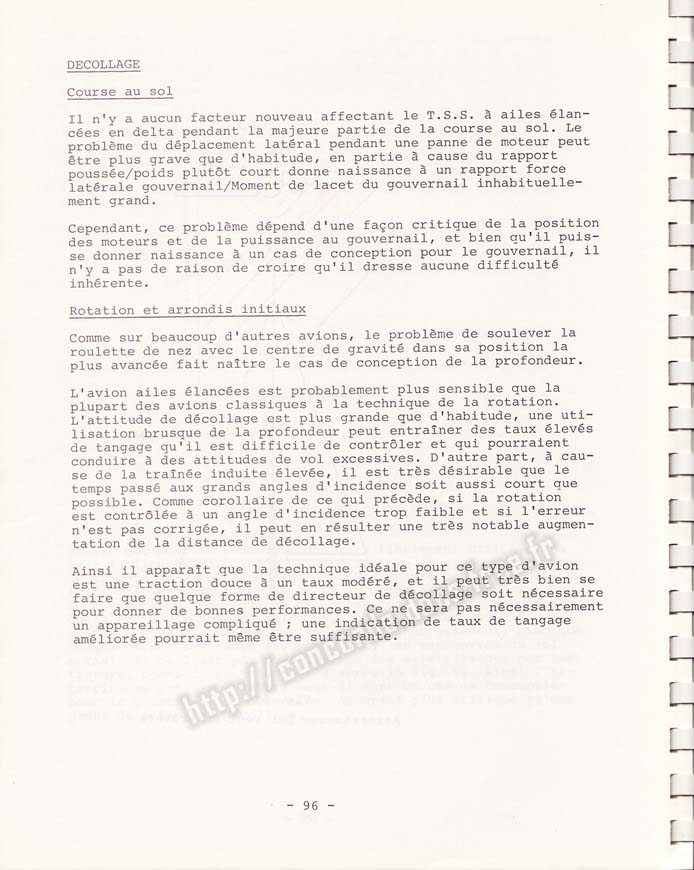 DECOLLAGE
Course au sol
Il n'y a aucun facteur nouveau affectant le T.S.S. à ailes élan-
cées en delta pendant la majeure partie de la course au sol. Le
problème du déplacement latéral pendant une panne de moteur peut
être plus grave que d'habitude, en partie à cause du rapport
poussée/poids plutôt court donne naissance à un rapport force
latérale gouvernail/Moment de lacet du gouvernail inhabituelle-
ment grand.
Cependant, ce problème dépend d'une façon critique de la position
des moteurs et de la puissance au gouvernail, et bien qu'il puis-
se donner naissance à un cas de conception pour le gouvernail, il
n'y a pas de raison de croire qu'il dresse aucune difficulté
inhérente.
Rotation et arrondis initiaux
Comme sur beaucoup d'autres avions, le problème de soulever la
roulette de nez avec le centre de gravité dans sa position la
plus avancée fait naître le cas de conception de la profondeur.
L'avion ailes élancées est probablement plus sensible que la
plupart des avions classiques à la technique de la rotation.
L'attitude de décollage est plus grande que d'habitude, une uti-
lisation brusque de la profondeur peut entraîner des taux élevés
de tangage qu'il est difficile de contrôler et qui pourraient
conduire à des attitudes de vol excessives. D'autre part, à cau-
se de la traînée induite élevée, il est très désirable que le
temps passé aux grands angles d'incidence soit aussi court que
possible. Comme corollaire de ce qui précède, si la rotation
est contrôlée à un angle d'incidence trop faible et si l'erreur
n'est pas corrigée, il peut en résulter une très notable augmen-
tation de la distance de décollage.
Ainsi il apparaît que la technique idéale pour ce type d'avion
est une traction douce à un taux modéré, et il peut très bien se
faire que quelque forme de directeur de décollage soit nécessaire
pour donner de bonnes performances. Ce ne sera pas nécessairement
un appareillage compliqué ; une indication de taux de tangage
améliorée pourrait même être suffisante.
- 96 -